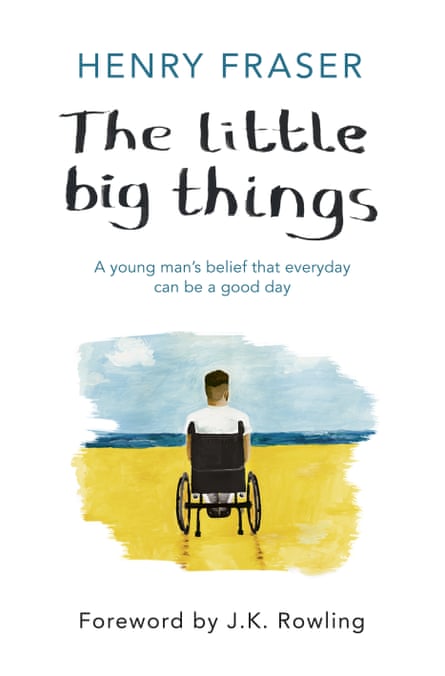 HENRY FRASER
The little
big things
A young man's belief that everyday
can be a good day
Foreword by J.K. Rowling